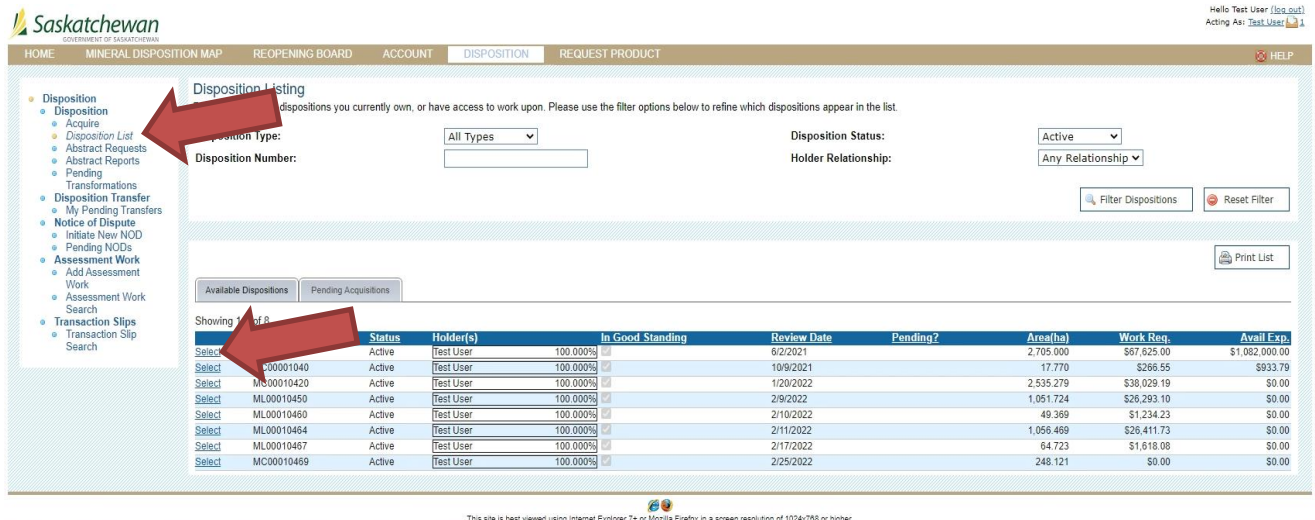 Hello Test User (log out)
Acting As: Test User 1
Saskatchewan
GOVERNMENT OF SASKATCHEWAN
HOME MINERAL DISPOSITION MAP REOPENING BOARD ACCOUNT DISPOSITION REQUEST PRODUCT HELP
Disposition
Disposition
Acquire
Disposition List
Abstract Requests
Abstract Reports
Pending
Transformations
Disposition Transfer
My Pending Transfers
Notice of Dispute
Initiate New NOD
Pending NODs
Assessment Work
Add Assessment
Work
Assessment Work
Search
Transaction Slips
Transaction Slip
Search
Disposition Listing
dispositions you currently own, or have access to work upon. Please use the filter options below to refine which dispositions appear in the list.
Type: All Types Disposition Status: Active
Disposition Number: Holder Relationship: Any Relationship
Filter Dispositions Reset Filter
Print List
Available Dispositions Pending Acquisitions
Showing of 8
Status Holder(s) In Good Standing Review Date Pending? Area(ha) Work Req. Avail Exp.
Select Active Test User 100.000% 6/2/2021 2,705.000 $67,625.00 $1,082,000.00
Select C00001040 Active Test User 100.000% 10/9/2021 17.770 $266.55 $933.79
Select MC00010420 Active Test User 100.000% 1/20/2022 2,535.279 $38,029.19 $0.00
Select ML00010450 Active Test User 100.000% 2/9/2022 1,051.724 $26,293.10 $0.00
Select ML00010460 Active Test User 100.000% 2/10/2022 49.369 $1,234.23 $0.00
Select ML00010464 Active Test User 100.000% 2/11/2022 1,056.469 $26,411.73 $0.00
Select ML00010467 Active Test User 100.000% 2/17/2022 64.723 $1,618.08 $0.00
Select MC00010469 Active Test User 100.000% 2/25/2022 248.121 $0.00 $0.00
This site is best viewed using Internet Explorer 7+ or Mozilla Firefox in a screen resolution of 1024x768 or higher